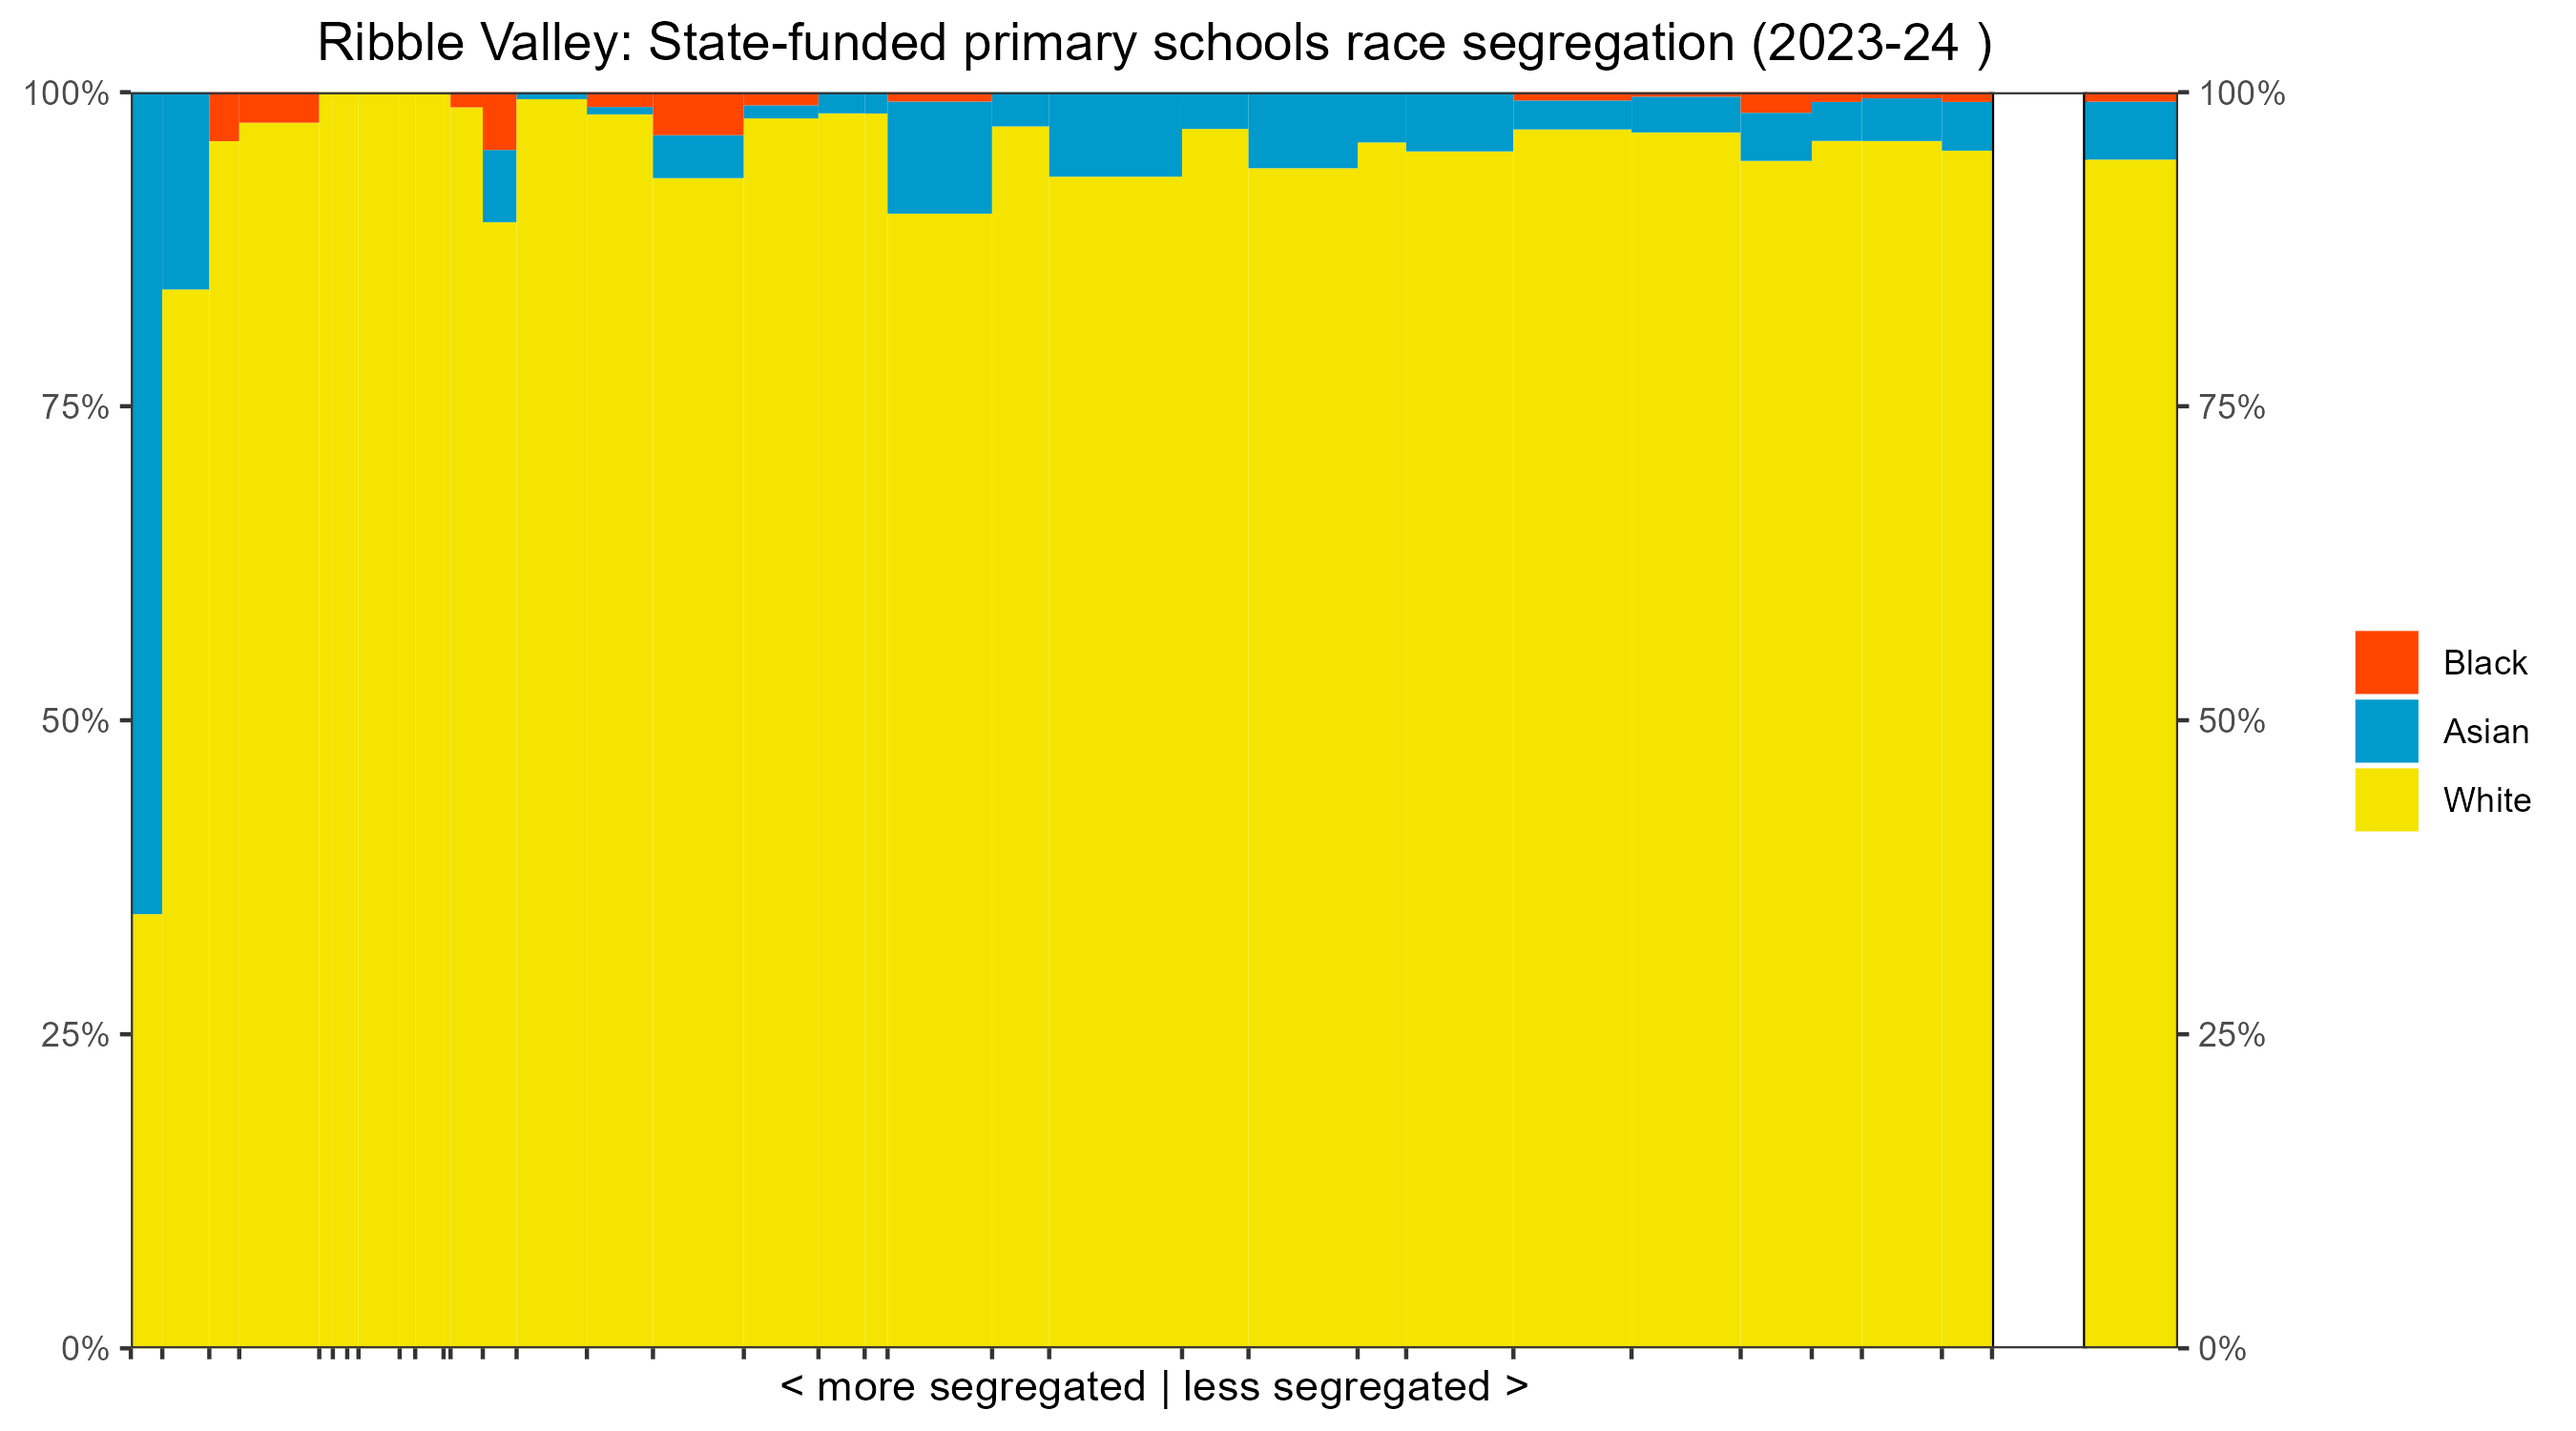 Ribble Valley: State-funded primary schools race segregation (2023-24 )
100%
75%
50%
25%
0%
100%
75%
50%
25%
0%
Black
Asian
White
< more segregated | less segregated >